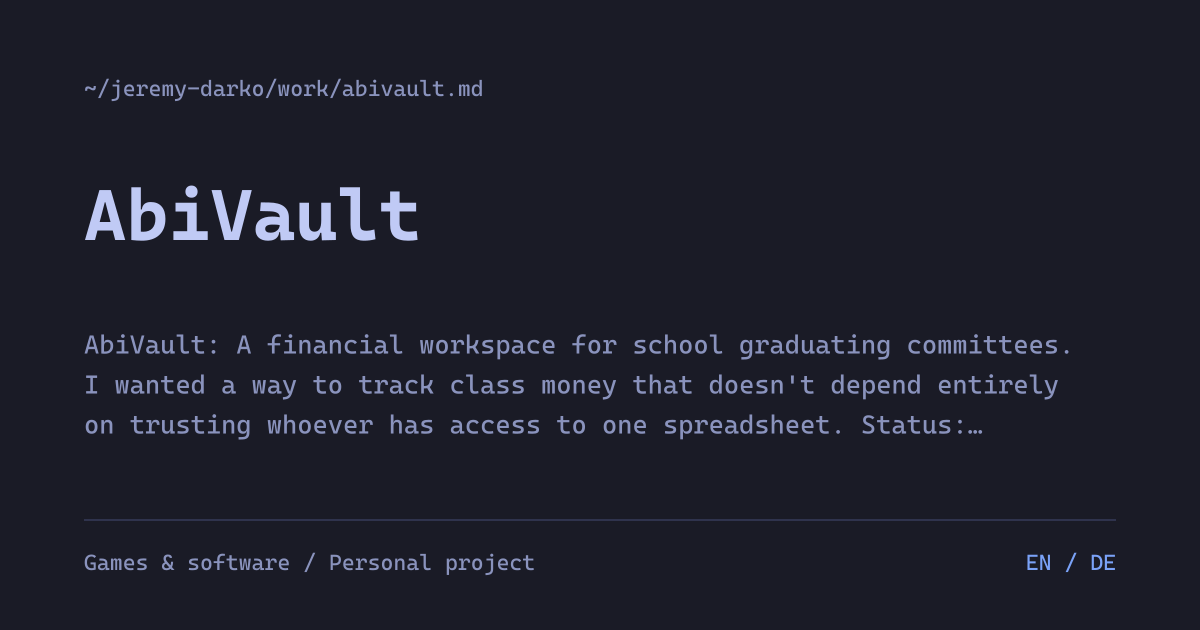 ~/jeremy-darko/work/abivault.md
AbiVault
AbiVault: A financial workspace for school graduating committees.
I wanted a way to track class money that doesn't depend entirely
on trusting whoever has access to one spreadsheet. Status:…
Games & software / Personal project
EN / DE